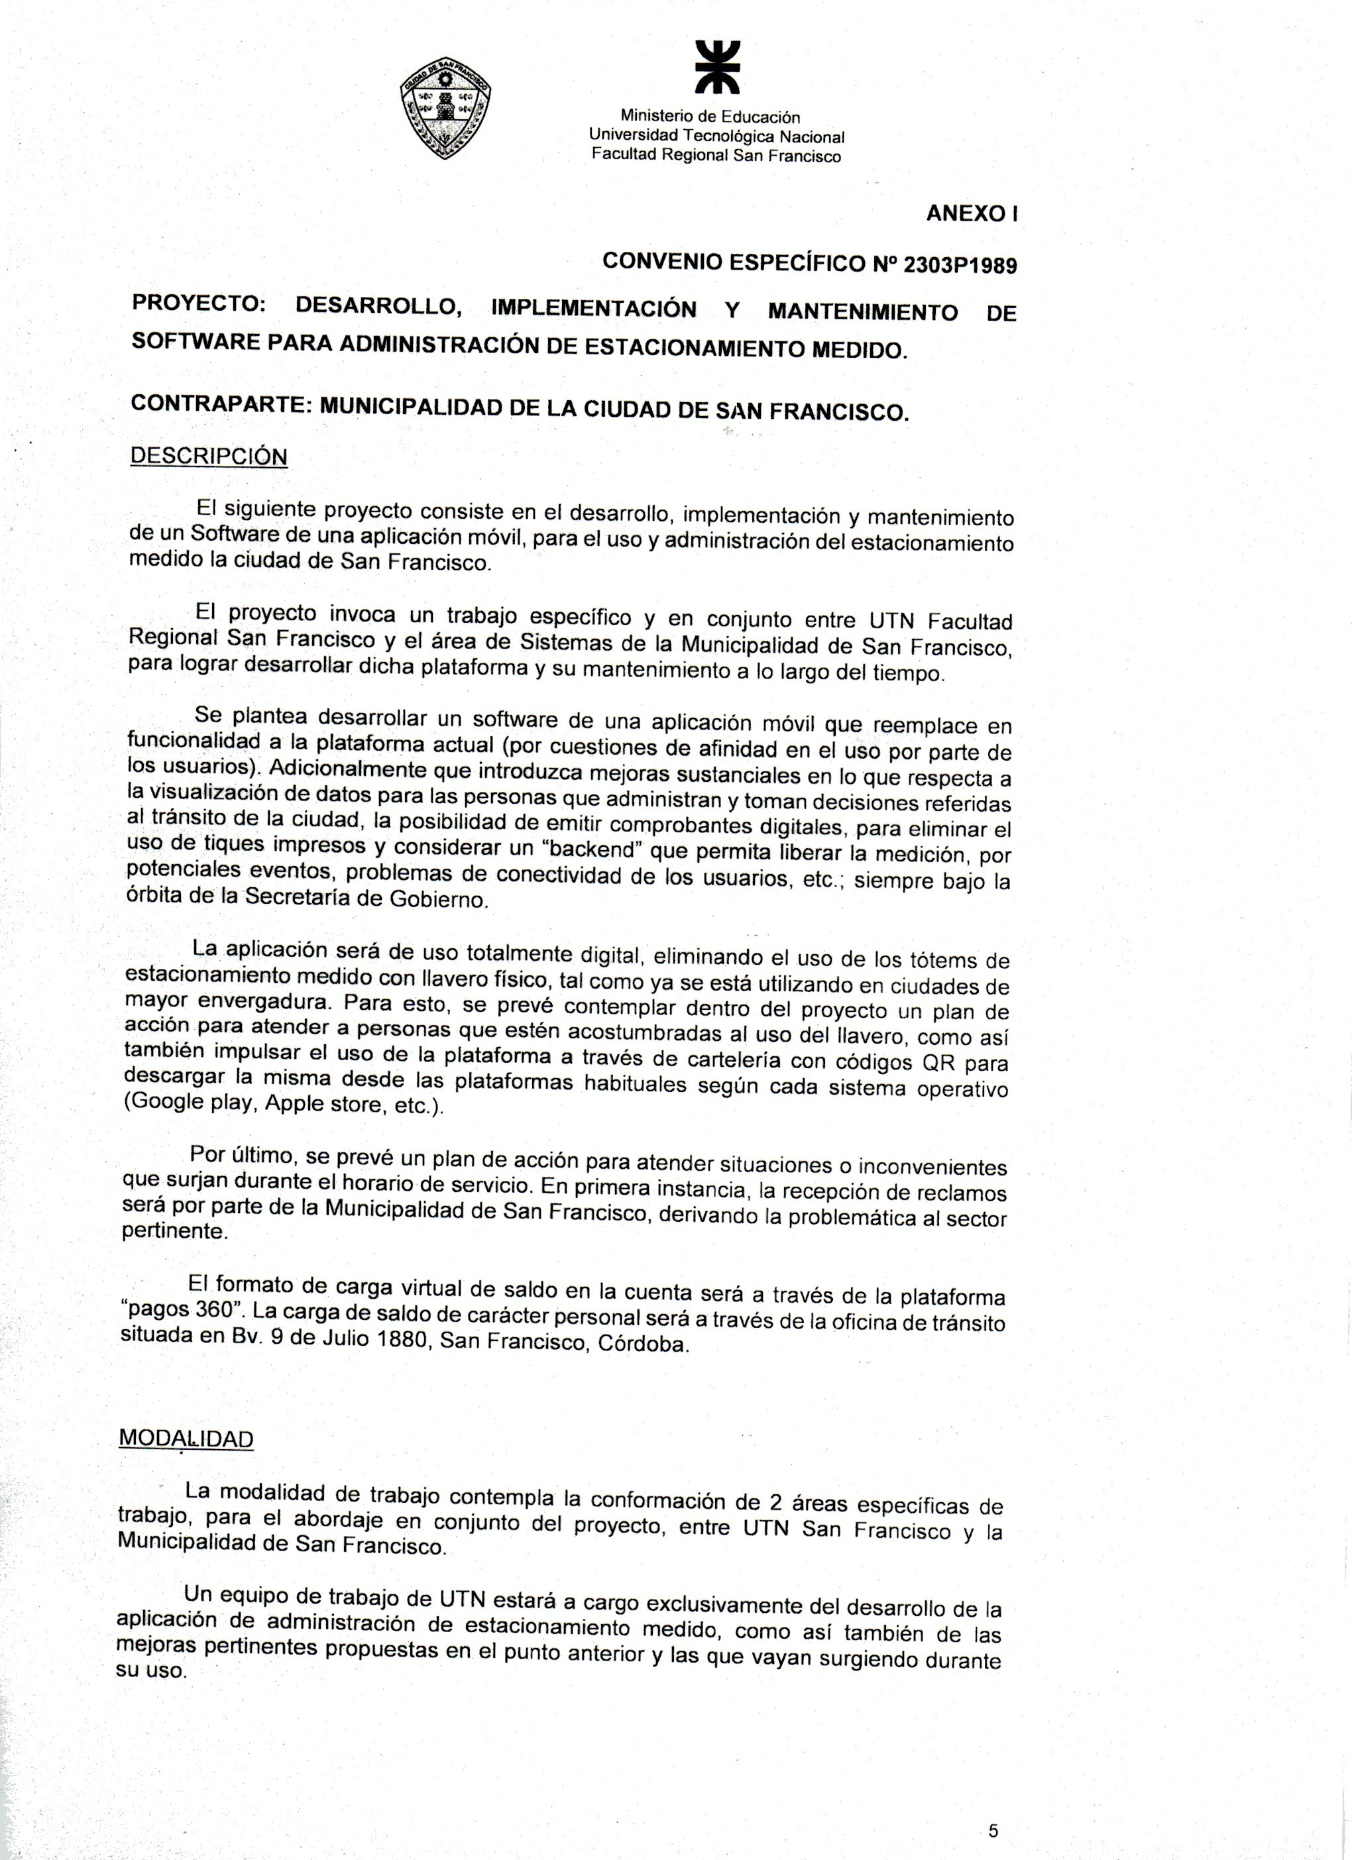 CIUDAD DE SAN FRANCISCO
Ministerio de Educación
Universidad Tecnológica Nacional
Facultad Regional San Francisco
ANEXO I
CONVENIO ESPECÍFICO Nº 2303P1989
PROYECTO: DESARROLLO, IMPLEMENTACIÓN Y MANTENIMIENTO DE
SOFTWARE PARA ADMINISTRACIÓN DE ESTACIONAMIENTO MEDIDO.
CONTRAPARTE: MUNICIPALIDAD DE LA CIUDAD DE SAN FRANCISCO.
DESCRIPCIÓN
El siguiente proyecto consiste en el desarrollo, implementación y mantenimiento
de un Software de una aplicación móvil, para el uso y administración del estacionamiento
medido la ciudad de San Francisco.
El proyecto invoca un trabajo específico y en conjunto entre UTN Facultad
Regional San Francisco y el área de Sistemas de la Municipalidad de San Francisco,
para lograr desarrollar dicha plataforma y su mantenimiento a lo largo del tiempo.
Se plantea desarrollar un software de una aplicación móvil que reemplace en
funcionalidad a la plataforma actual (por cuestiones de afinidad en el uso por parte de
los usuarios). Adicionalmente que introduzca mejoras sustanciales en lo que respecta a
la visualización de datos para las personas que administran y toman decisiones referidas
al tránsito de la ciudad, la posibilidad de emitir comprobantes digitales, para eliminar el
uso de tiques impresos y considerar un “backend” que permita liberar la medición, por
potenciales eventos, problemas de conectividad de los usuarios, etc.; siempre bajo la
órbita de la Secretaría de Gobierno.
La aplicación será de uso totalmente digital, eliminando el uso de los tótems de
estacionamiento medido con llavero físico, tal como ya se está utilizando en ciudades de
mayor envergadura. Para esto, se prevé contemplar dentro del proyecto un plan de
acción para atender a personas que estén acostumbradas al uso del llavero, como así
también impulsar el uso de la plataforma a través de cartelería con códigos QR para
descargar la misma desde las plataformas habituales según cada sistema operativo
(Google play, Apple store, etc.).
Por último, se prevé un plan de acción para atender situaciones o inconvenientes
que surjan durante el horario de servicio. En primera instancia, la recepción de reclamos
será por parte de la Municipalidad de San Francisco, derivando la problemática al sector
pertinente.
El formato de carga virtual de saldo en la cuenta será a través de la plataforma
“pagos 360”. La carga de saldo de carácter personal será a través de la oficina de tránsito
situada en Bv. 9 de Julio 1880, San Francisco, Córdoba.
MODALIDAD
La modalidad de trabajo contempla la conformación de 2 áreas específicas de
trabajo, para el abordaje en conjunto del proyecto, entre UTN San Francisco y la
Municipalidad de San Francisco.
Un equipo de trabajo de UTN estará a cargo exclusivamente del desarrollo de la
aplicación de administración de estacionamiento medido, como así también de las
mejoras pertinentes propuestas en el punto anterior y las que vayan surgiendo durante
su uso.
5